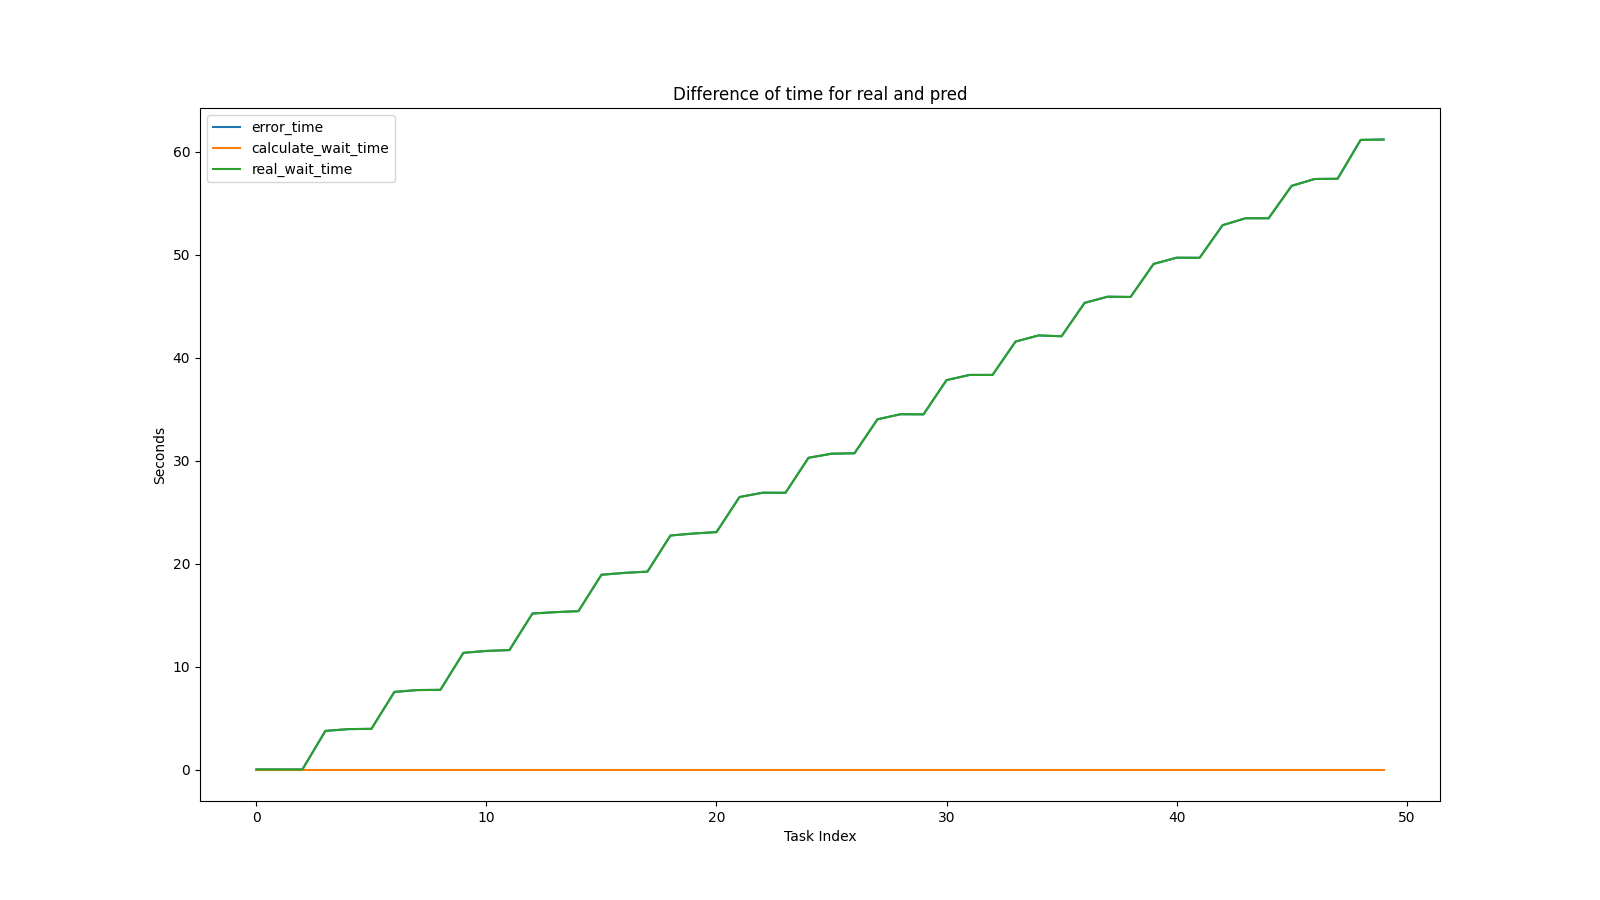 Difference of time for real and pred
error_time
calculate_wait_time
real_wait_time
60
50
40
30
20
10
0
Seconds
0 10 20 30 40 50
Task Index